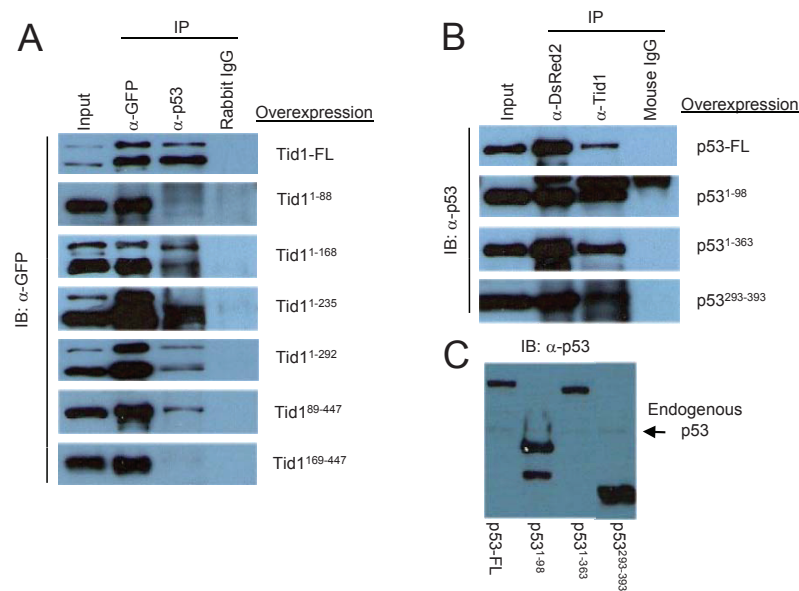 A
IP
Input
α-GFP
α-p53
Rabbit IgG
Overexpression
IB: α-GFP
Tid1-FL
Tid1¹⁻⁸⁸
Tid1¹⁻¹⁶⁸
Tid1¹⁻²³⁵
Tid1¹⁻²⁹²
Tid1⁸⁹⁻⁴⁴⁷
Tid1¹⁶⁹⁻⁴⁴⁷
B
IP
Input
α-DsRed2
α-Tid1
Mouse IgG
Overexpression
IB: α-p53
p53-FL
p53¹⁻⁹⁸
p53¹⁻³⁶³
p53²⁹³⁻³⁹³
C
IB: α-p53
Endogenous
p53
p53-FL
p53¹⁻⁹⁸
p53¹⁻³⁶³
p53²⁹³⁻³⁹³